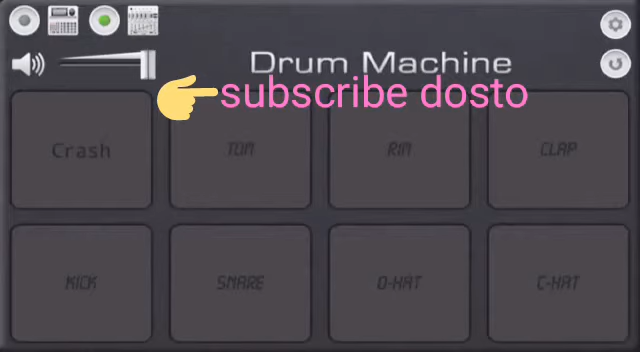 Drum Machine
subscribe dosto
Crash
TOM
RIM
CLAP
KICK
SNARE
O-HAT
C-HAT